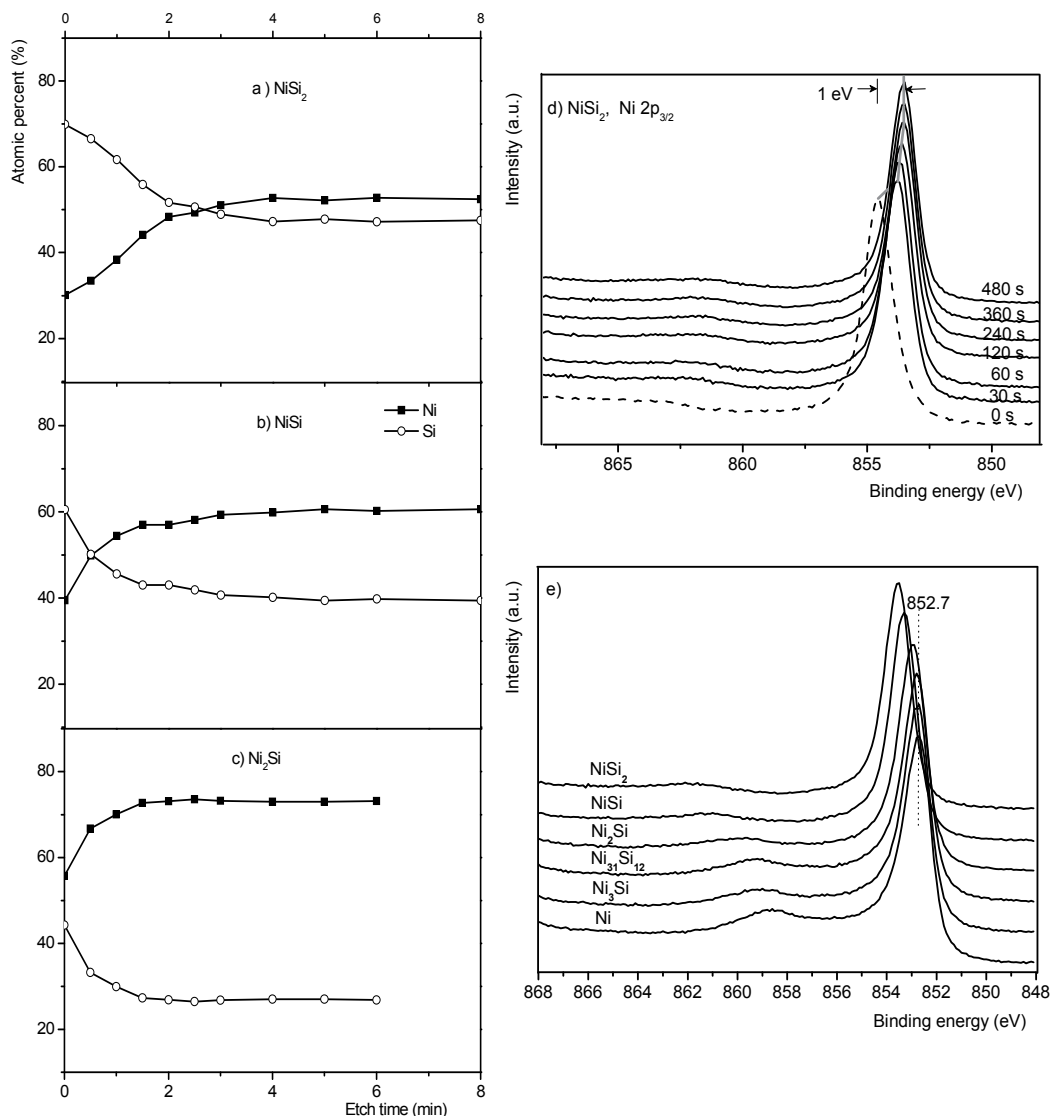 0 2 4 6 8
Atomic percent (%)
80
60
40
20
a ) NiSi₂
b) NiSi
Ni
Si
80
60
40
20
c) Ni₂Si
80
60
40
20
0 2 4 6 8
Etch time (min)
d) NiSi₂, Ni 2p₃/₂
1 eV
Intensity (a.u.)
480 s
360 s
240 s
120 s
60 s
30 s
0 s
865 860 855 850
Binding energy (eV)
e)
852.7
Intensity (a.u.)
NiSi₂
NiSi
Ni₂Si
Ni₃₁Si₁₂
Ni₃Si
Ni
868 866 864 862 860 858 856 854 852 850 848
Binding energy (eV)